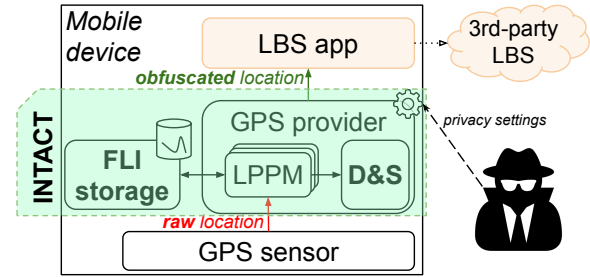 Mobile
device
LBS app
3rd-party
LBS
obfuscated location
INTACT
GPS provider
privacy settings
FLI
storage
LPPM
D&S
raw location
GPS sensor